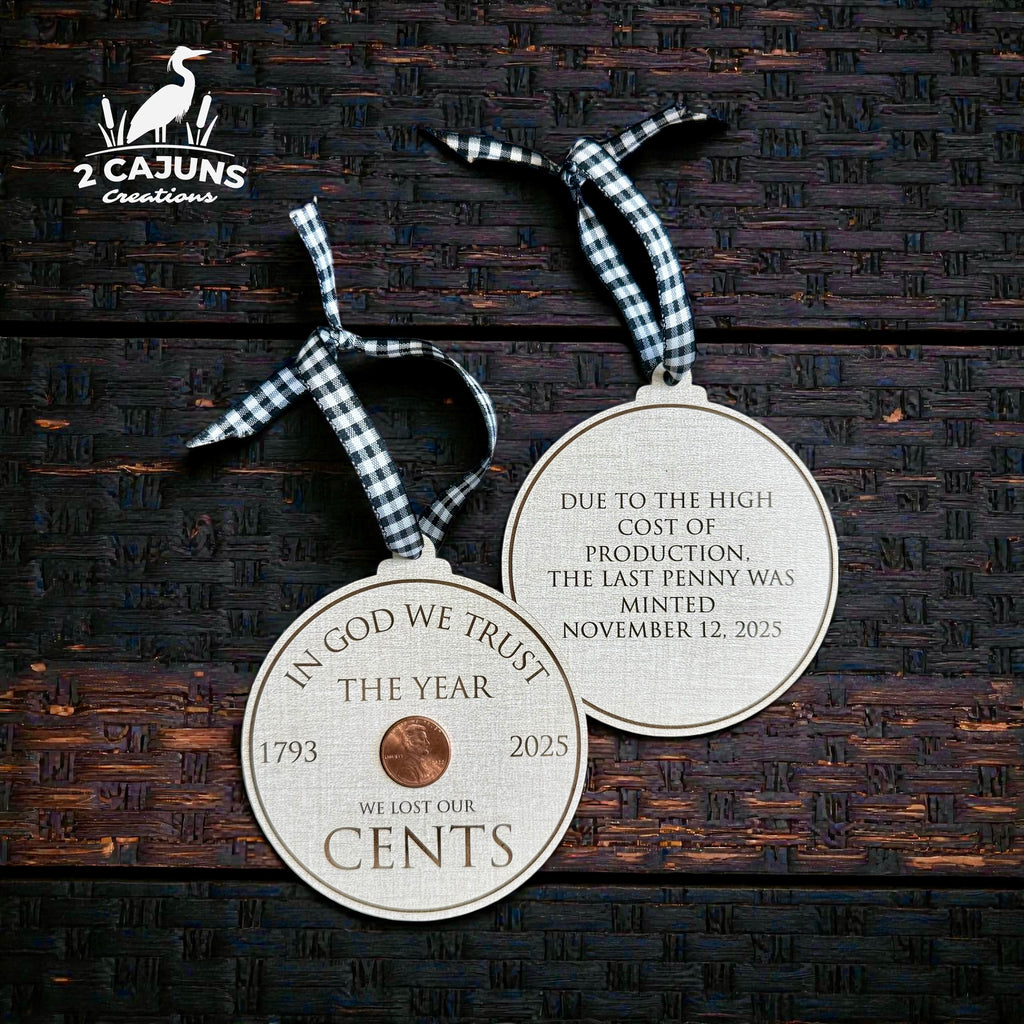 2 CAJUNS
Creations
DUE TO THE HIGH
COST OF
PRODUCTION,
THE LAST PENNY WAS
MINTED
NOVEMBER 12, 2025
IN GOD WE TRUST
THE YEAR
1793
2025
WE LOST OUR
CENTS